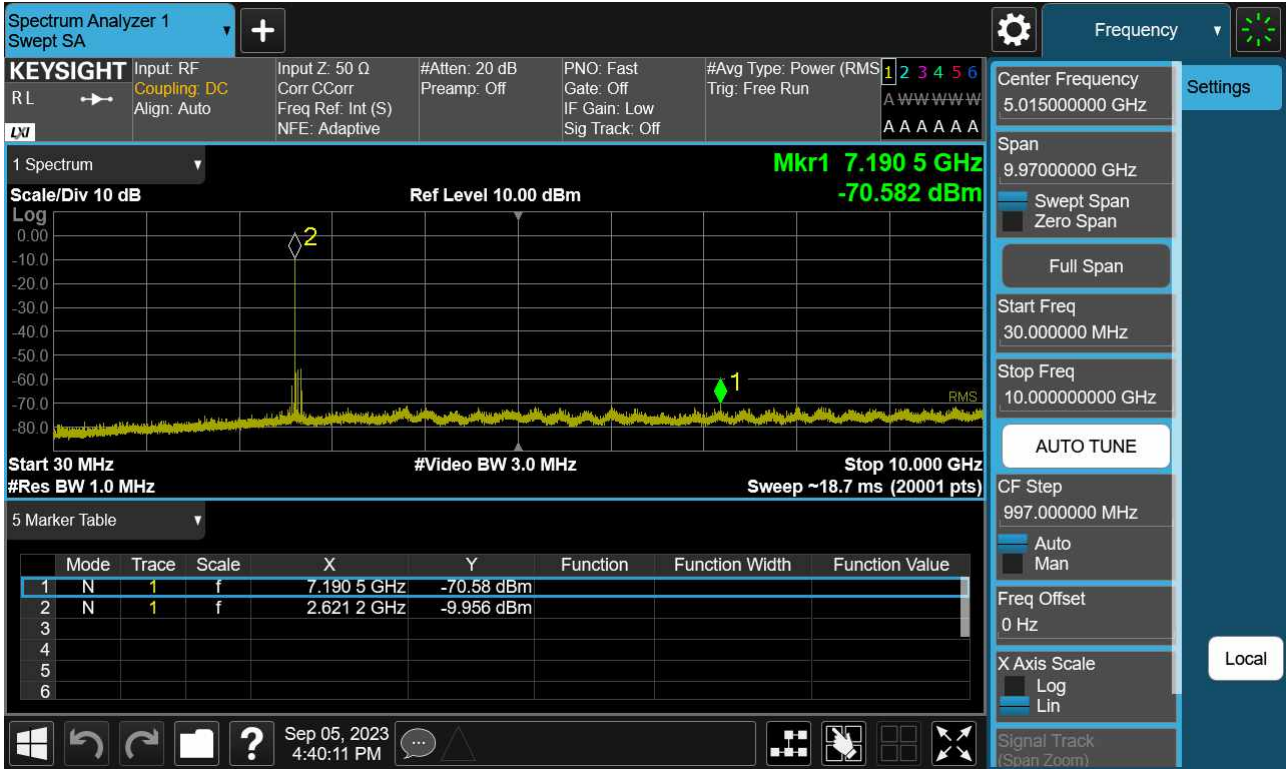 Spectrum Analyzer 1
Swept SA
Frequency
KEYSIGHT
R L
LXI
Input: RF
Coupling: DC
Align: Auto
Input Z: 50 Ω
Corr CCorr
Freq Ref: Int (S)
NFE: Adaptive
#Atten: 20 dB
Preamp: Off
PNO: Fast
Gate: Off
IF Gain: Low
Sig Track: Off
#Avg Type: Power (RMS
Trig: Free Run
1 2 3 4 5 6
A W W W W W
A A A A A A
1 Spectrum
Mkr1 7.190 5 GHz
-70.582 dBm
Scale/Div 10 dB
Ref Level 10.00 dBm
Log
0.00
-10.0
-20.0
-30.0
-40.0
-50.0
-60.0
-70.0
-80.0
2
1
RMS
Start 30 MHz
#Video BW 3.0 MHz
Stop 10.000 GHz
#Res BW 1.0 MHz
Sweep ~18.7 ms (20001 pts)
5 Marker Table
Mode Trace Scale X Y Function Function Width Function Value
1 N 1 f 7.190 5 GHz -70.58 dBm
2 N 1 f 2.621 2 GHz -9.956 dBm
3
4
5
6
Sep 05, 2023
4:40:11 PM
Center Frequency
5.015000000 GHz
Span
9.97000000 GHz
Swept Span
Zero Span
Full Span
Start Freq
30.000000 MHz
Stop Freq
10.000000000 GHz
AUTO TUNE
CF Step
997.000000 MHz
Auto
Man
Freq Offset
0 Hz
X Axis Scale
Log
Lin
Signal Track
(Span Zoom)
Settings
Local